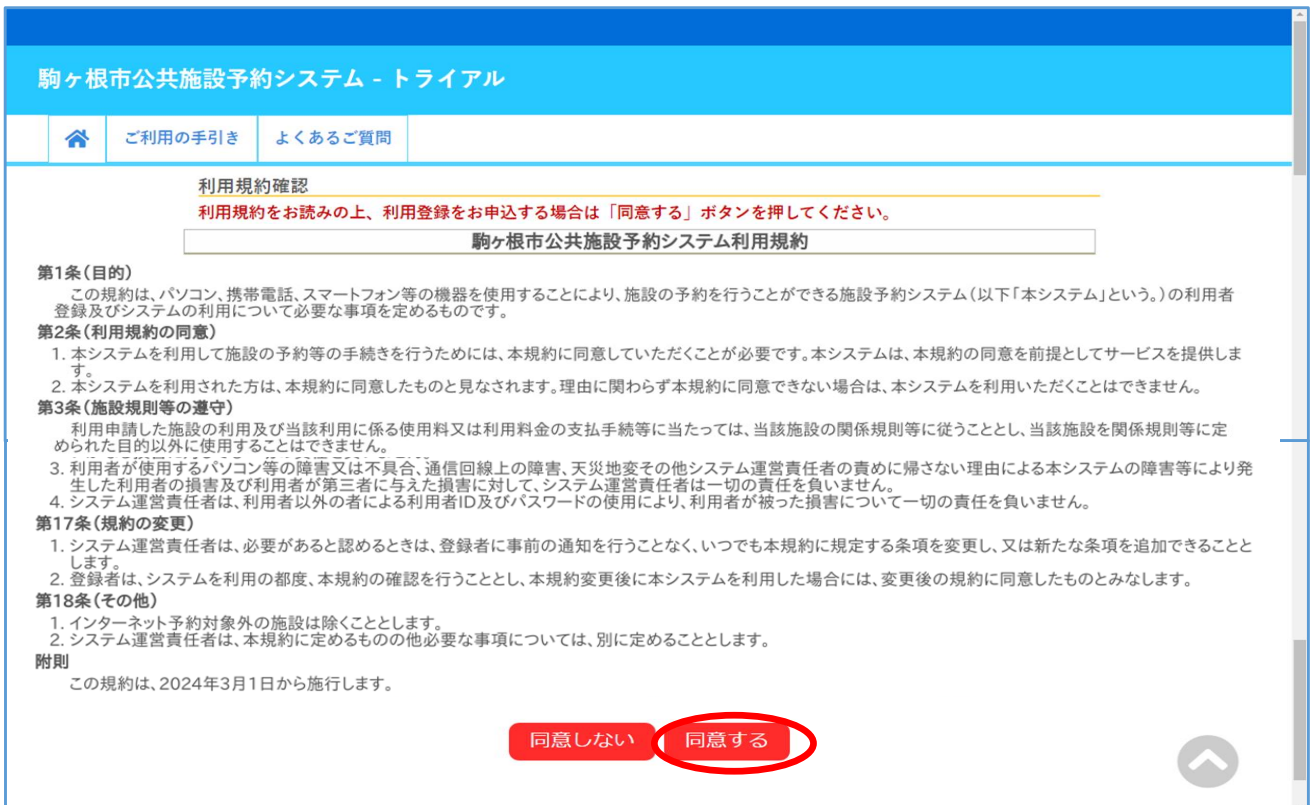 駒ヶ根市公共施設予約システム - トライアル
ご利用の手引き
よくあるご質問
利用規約確認
利用規約をお読みの上、利用登録をお申込する場合は「同意する」ボタンを押してください。
駒ヶ根市公共施設予約システム利用規約
第1条(目的)
この規約は、パソコン、携帯電話、スマートフォン等の機器を使用することにより、施設の予約を行うことができる施設予約システム(以下「本システム」という。)の利用者
登録及びシステムの利用について必要な事項を定めるものです。
第2条(利用規約の同意)
1. 本システムを利用して施設の予約等の手続きを行うためには、本規約に同意していただくことが必要です。本システムは、本規約の同意を前提としてサービスを提供しま
す。
2. 本システムを利用された方は、本規約に同意したものと見なされます。理由に関わらず本規約に同意できない場合は、本システムを利用いただくことはできません。
第3条(施設規則等の遵守)
利用申請した施設の利用及び当該利用に係る使用料又は利用料金の支払手続等に当たっては、当該施設の関係規則等に従うこととし、当該施設を関係規則等に定
められた目的以外に使用することはできません。
3. 利用者が使用するパソコン等の障害又は不具合、通信回線上の障害、天災地変その他システム運営責任者の責めに帰さない理由による本システムの障害等により発
生した利用者の損害及び利用者が第三者に与えた損害に対して、システム運営責任者は一切の責任を負いません。
4. システム運営責任者は、利用者以外の者による利用者ID及びパスワードの使用により、利用者が被った損害について一切の責任を負いません。
第17条(規約の変更)
1. システム運営責任者は、必要があると認めるときは、登録者に事前の通知を行うことなく、いつでも本規約に規定する条項を変更し、又は新たな条項を追加できることと
します。
2. 登録者は、システムを利用の都度、本規約の確認を行うこととし、本規約変更後に本システムを利用した場合には、変更後の規約に同意したものとみなします。
第18条(その他)
1. インターネット予約対象外の施設は除くこととします。
2. システム運営責任者は、本規約に定めるものの他必要な事項については、別に定めることとします。
附則
この規約は、2024年3月1日から施行します。
同意しない
同意する